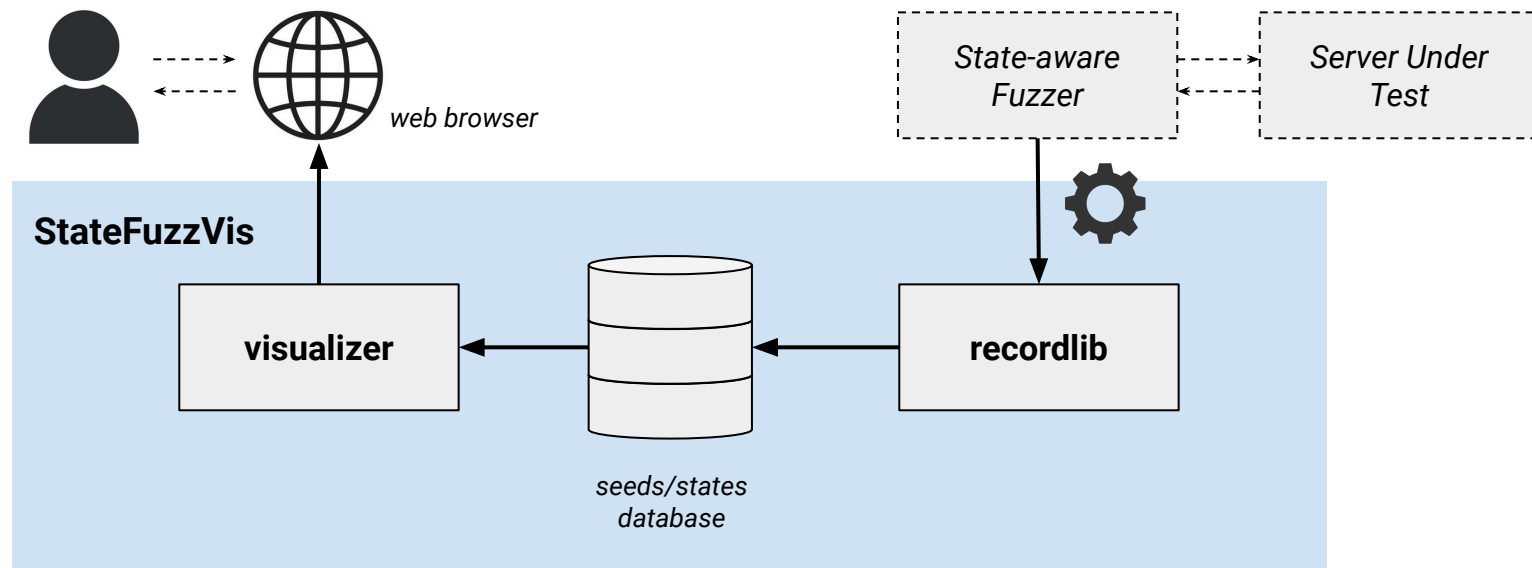 State-aware
Fuzzer
Server Under
Test
web browser
StateFuzzVis
visualizer
recordlib
seeds/states
database